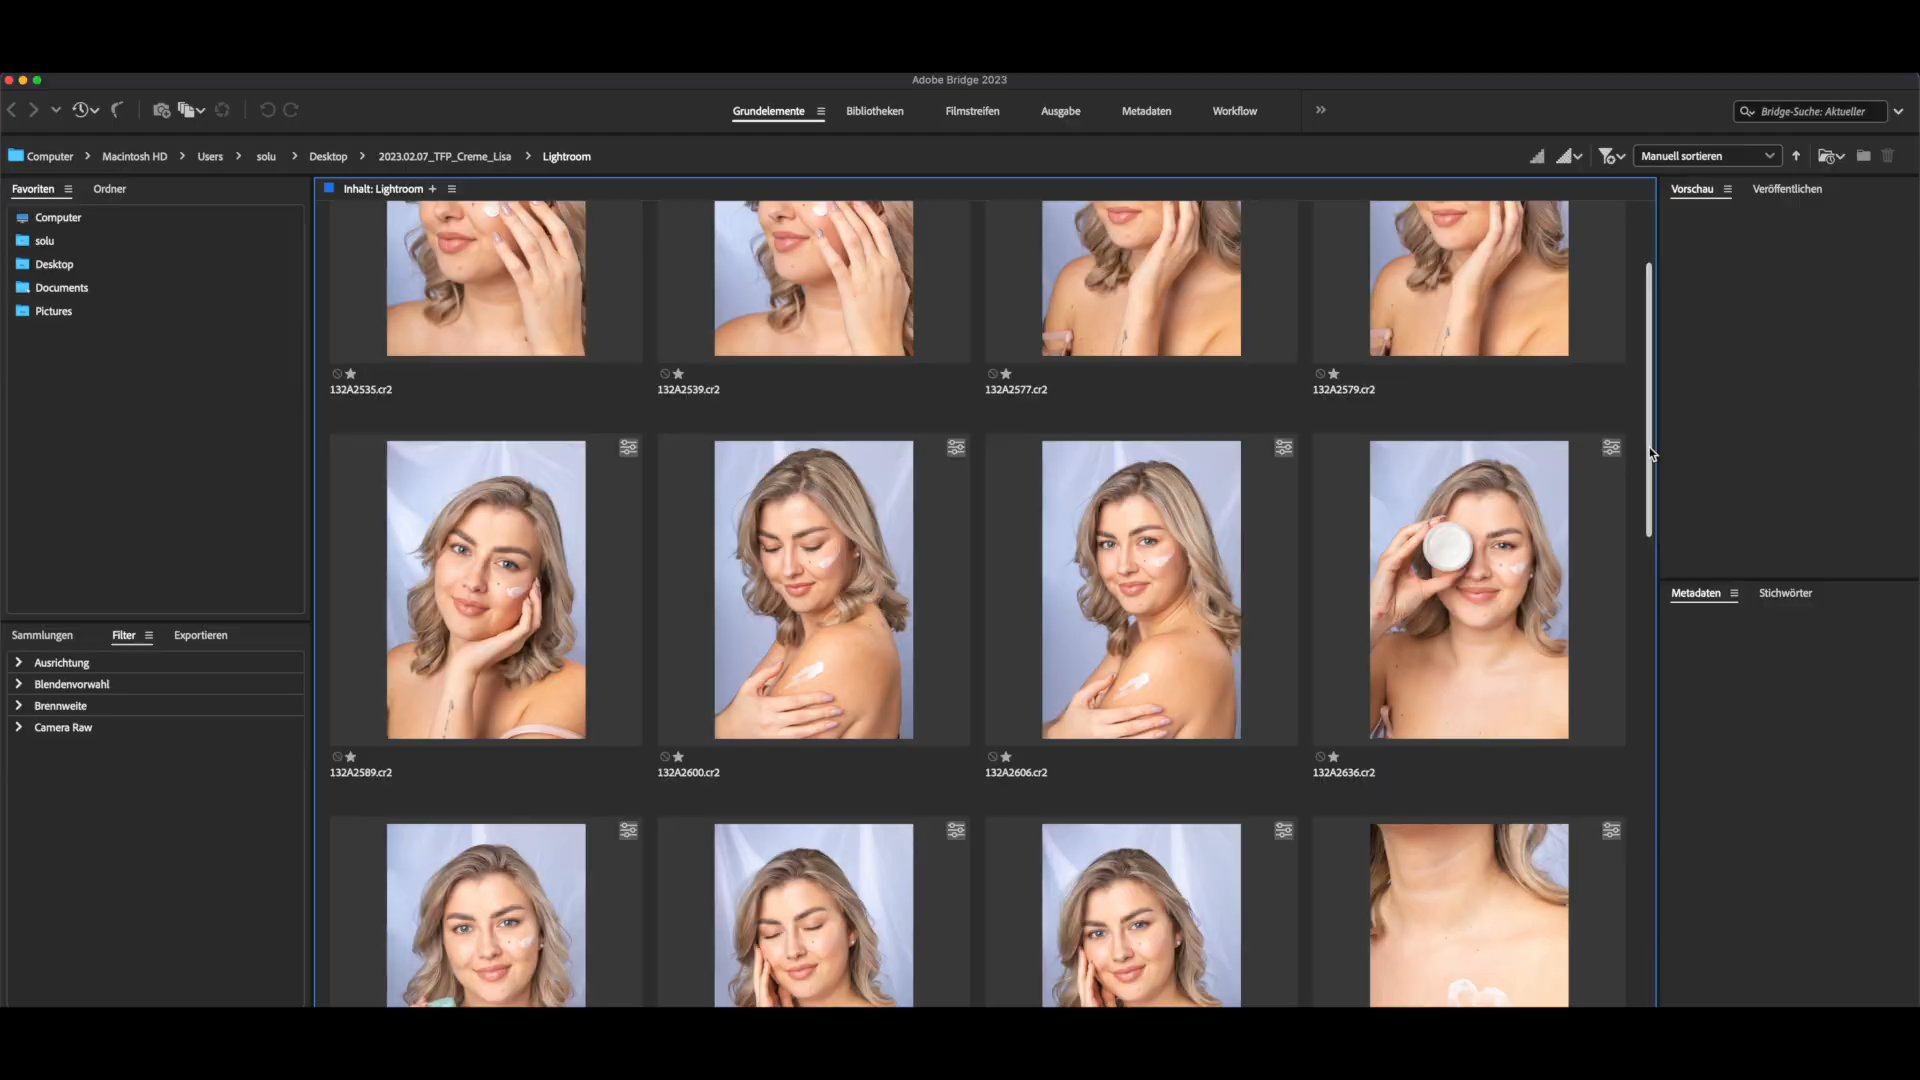 Adobe Bridge 2023
Grundelemente
Bibliotheken
Filmstreifen
Ausgabe
Metadaten
Workflow
Bridge-Suche: Aktueller
Computer
Macintosh HD
Users
solu
Desktop
2023.02.07_TFP_Creme_Lisa
Lightroom
Manuell sortieren
Favoriten
Ordner
Inhalt: Lightroom
Vorschau
Veröffentlichen
Computer
solu
Desktop
Documents
Pictures
132A2535.cr2
132A2539.cr2
132A2577.cr2
132A2579.cr2
Metadaten
Stichwörter
Sammlungen
Filter
Exportieren
Ausrichtung
Blendenvorwahl
Brennweite
Camera Raw
132A2589.cr2
132A2600.cr2
132A2606.cr2
132A2636.cr2